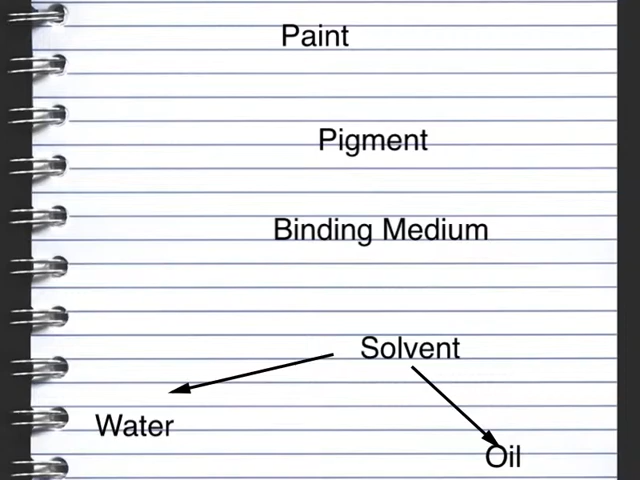 Paint
Pigment
Binding Medium
Solvent
Water
Oil